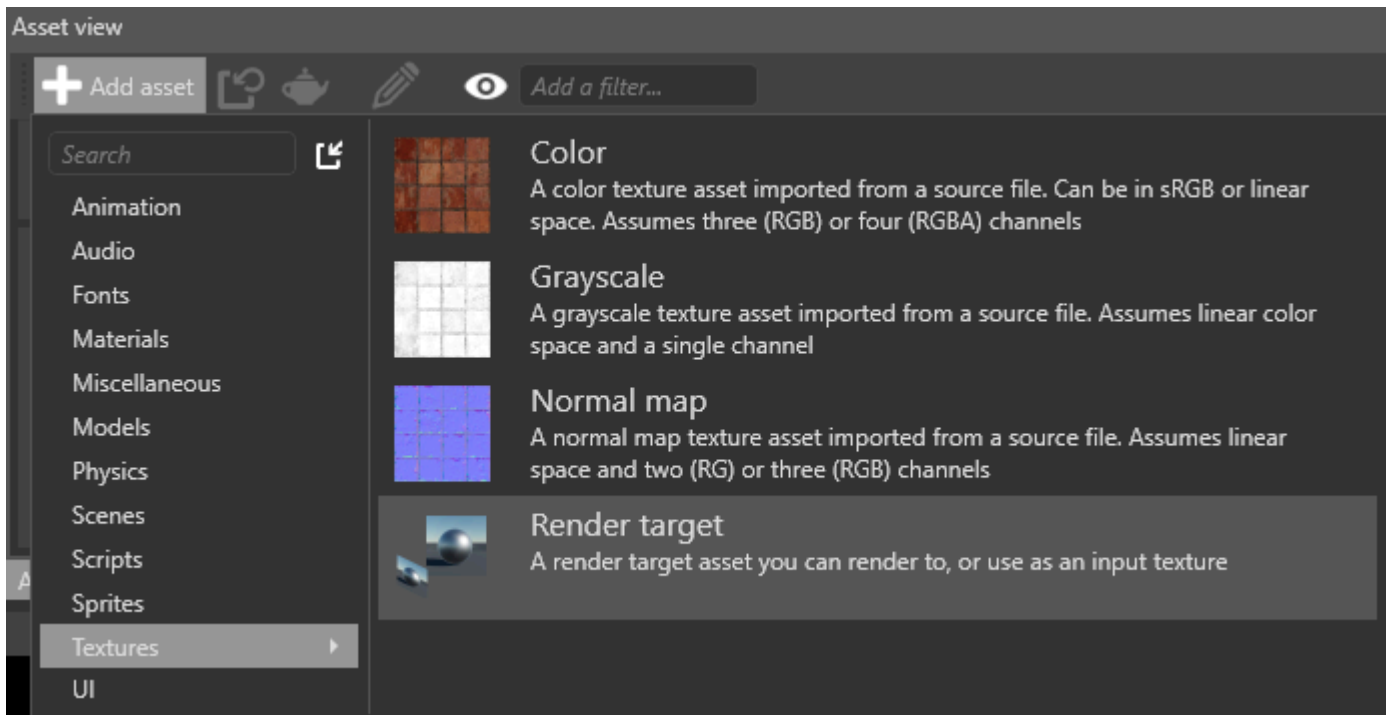 Asset view
Add asset
Add a filter...
Search
Animation
Audio
Fonts
Materials
Miscellaneous
Models
Physics
Scenes
Scripts
Sprites
Textures
UI
Color
A color texture asset imported from a source file. Can be in sRGB or linear
space. Assumes three (RGB) or four (RGBA) channels
Grayscale
A grayscale texture asset imported from a source file. Assumes linear color
space and a single channel
Normal map
A normal map texture asset imported from a source file. Assumes linear
space and two (RG) or three (RGB) channels
Render target
A render target asset you can render to, or use as an input texture